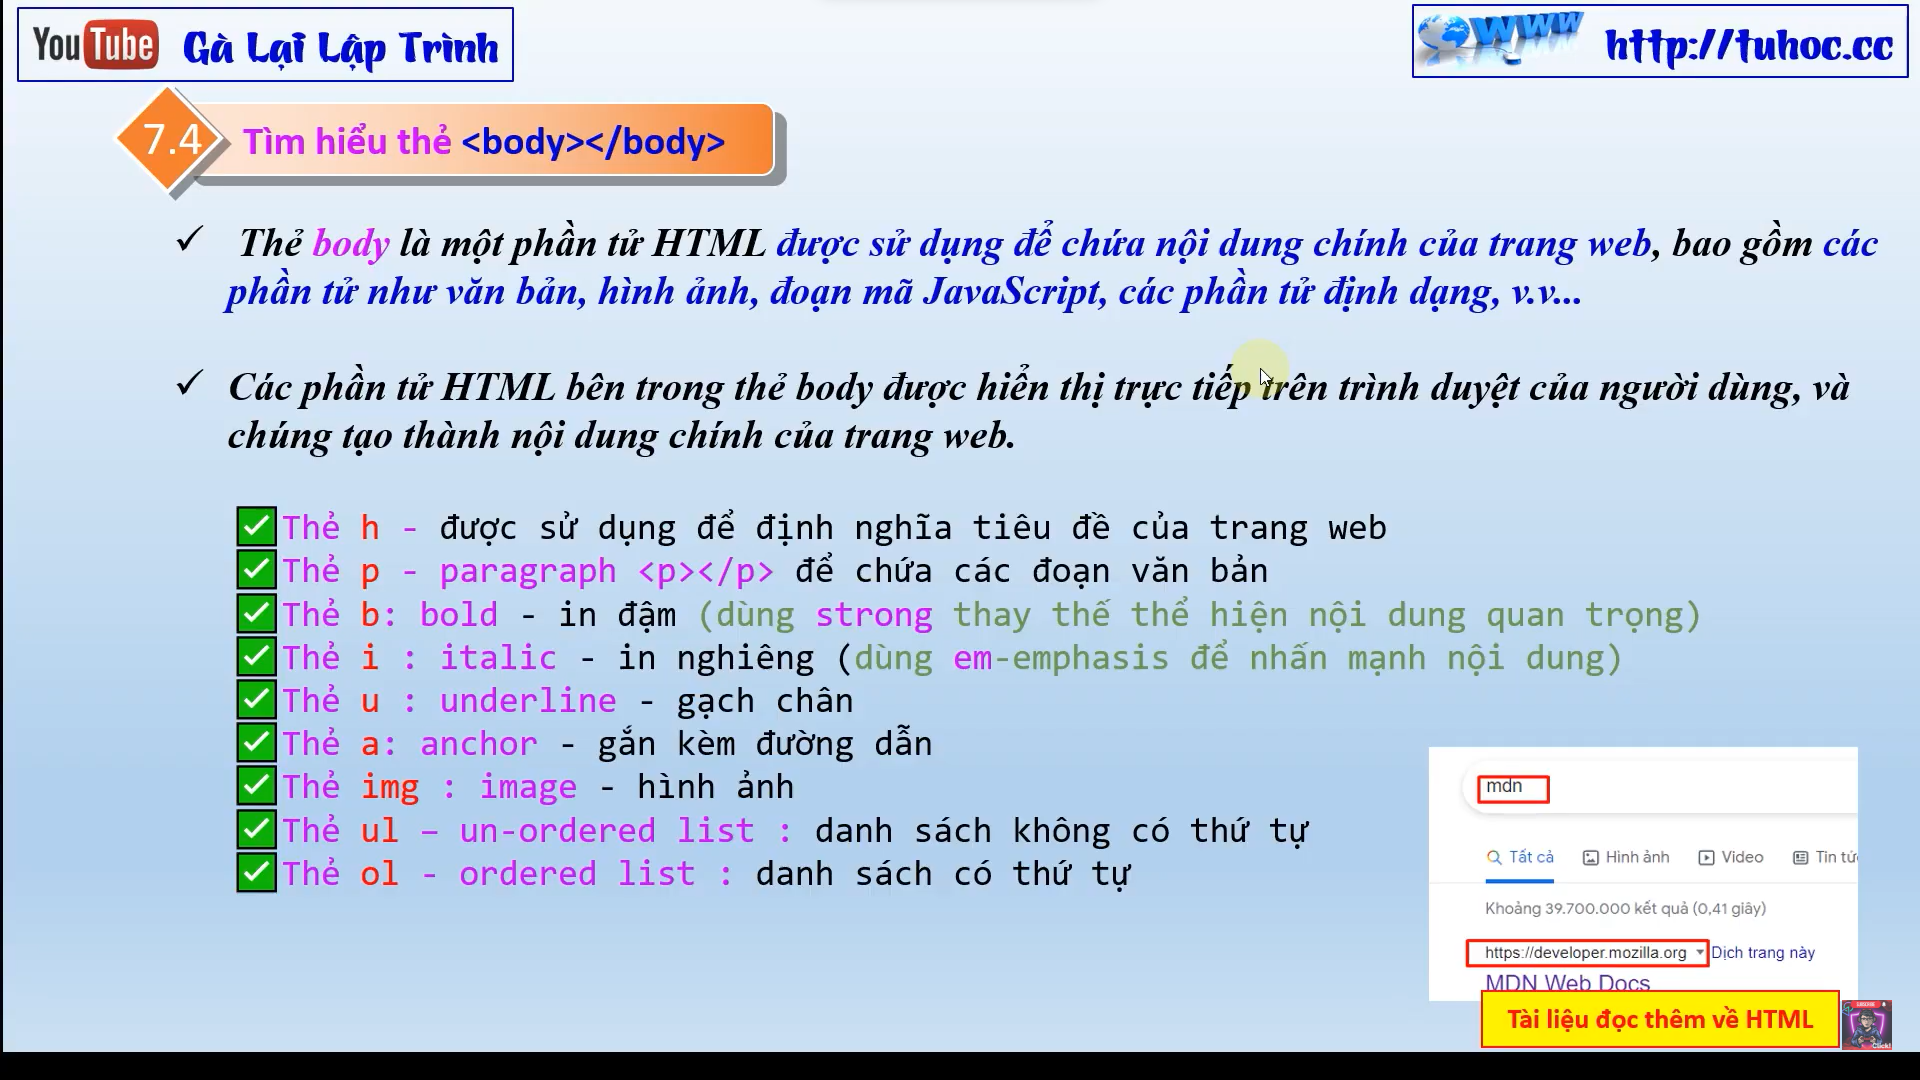 YouTube Gà Lại Lập Trình
WWW http://tuhoc.cc
7.4 Tìm hiểu thẻ <body></body>
✓ Thẻ body là một phần tử HTML được sử dụng để chứa nội dung chính của trang web, bao gồm các
phần tử như văn bản, hình ảnh, đoạn mã JavaScript, các phần tử định dạng, v.v...
✓ Các phần tử HTML bên trong thẻ body được hiển thị trực tiếp trên trình duyệt của người dùng, và
chúng tạo thành nội dung chính của trang web.
✅Thẻ h - được sử dụng để định nghĩa tiêu đề của trang web
✅Thẻ p - paragraph <p></p> để chứa các đoạn văn bản
✅Thẻ b: bold - in đậm (dùng strong thay thế thể hiện nội dung quan trọng)
✅Thẻ i : italic - in nghiêng (dùng em-emphasis để nhấn mạnh nội dung)
✅Thẻ u : underline - gạch chân
✅Thẻ a: anchor - gắn kèm đường dẫn
✅Thẻ img : image - hình ảnh
✅Thẻ ul – un-ordered list : danh sách không có thứ tự
✅Thẻ ol - ordered list : danh sách có thứ tự
mdn
Tất cả Hình ảnh Video Tin tức
Khoảng 39.700.000 kết quả (0,41 giây)
https://developer.mozilla.org Dịch trang này
MDN Web Docs
Tài liệu đọc thêm về HTML